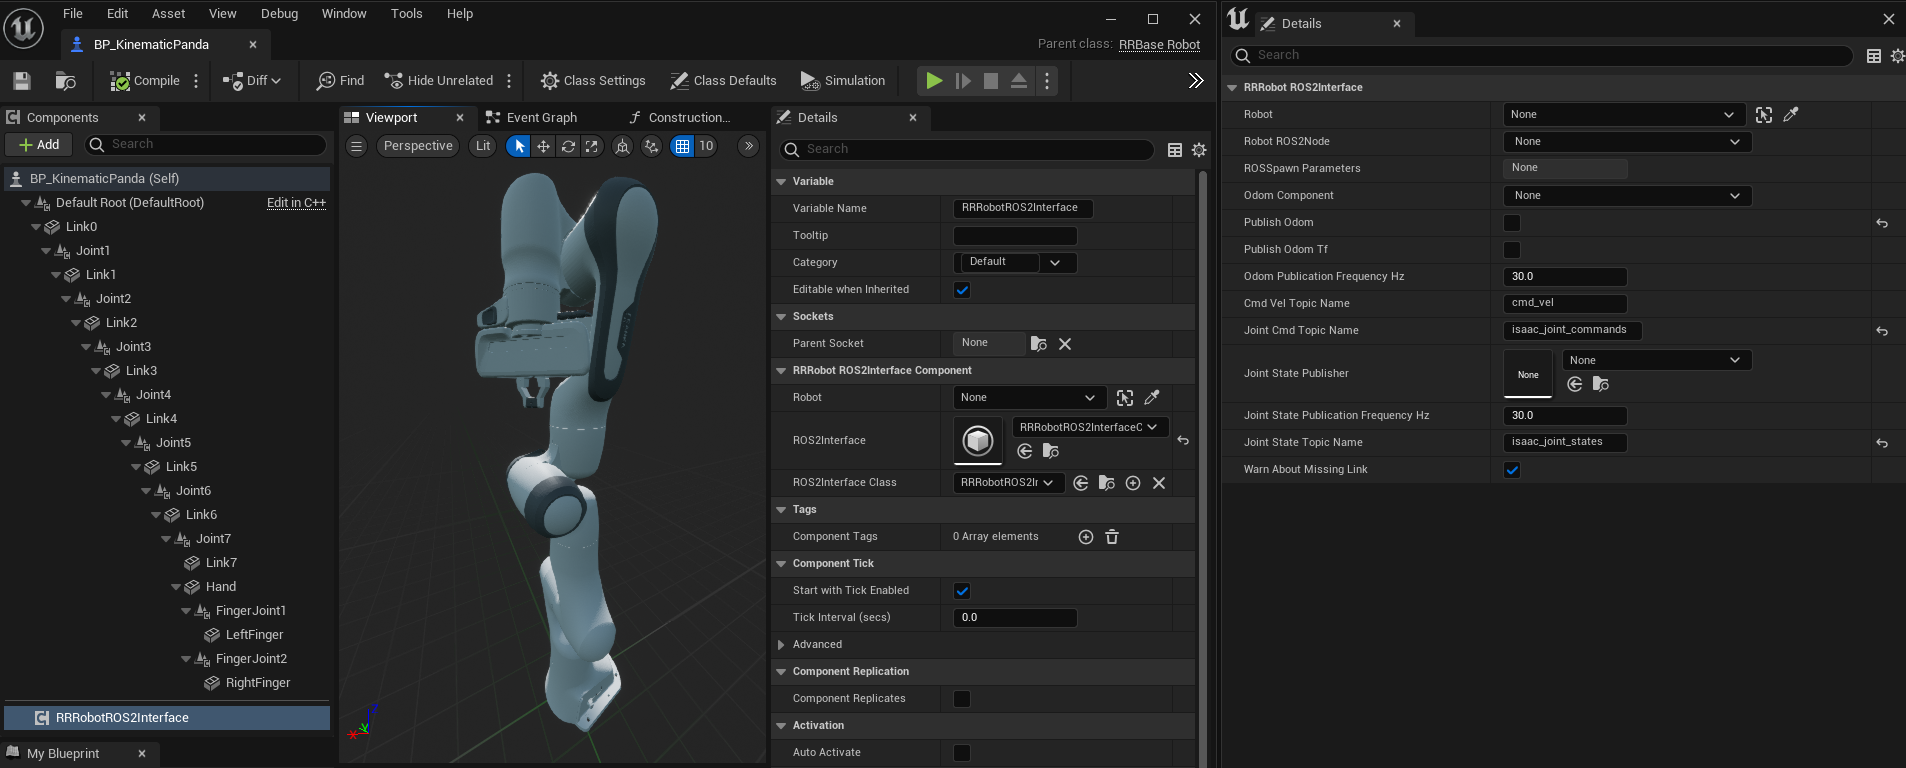 File Edit Asset View Debug Window Tools Help
BP_KinematicPanda
Parent class: RRBase Robot
Compile Diff Find Hide Unrelated Class Settings Class Defaults Simulation
Components
Add Search
BP_KinematicPanda (Self)
Default Root (DefaultRoot) Edit in C++
Link0
Joint1
Link1
Joint2
Link2
Joint3
Link3
Joint4
Link4
Joint5
Link5
Joint6
Link6
Joint7
Link7
Hand
FingerJoint1
LeftFinger
FingerJoint2
RightFinger
RRRobotROS2Interface
My Blueprint
Viewport Event Graph Construction...
Perspective Lit 10
Z
Details
Search
Variable
Variable Name RRRobotROS2Interface
Tooltip
Category Default
Editable when Inherited
Sockets
Parent Socket None
RRRobot ROS2Interface Component
Robot None
ROS2Interface RRRobotROS2InterfaceC
ROS2Interface Class RRRobotROS2Ir
Tags
Component Tags 0 Array elements
Component Tick
Start with Tick Enabled
Tick Interval (secs) 0.0
Advanced
Component Replication
Component Replicates
Activation
Auto Activate
Details
Search
RRRobot ROS2Interface
Robot None
Robot ROS2Node None
ROSSpawn Parameters None
Odom Component None
Publish Odom
Publish Odom Tf
Odom Publication Frequency Hz 30.0
Cmd Vel Topic Name cmd_vel
Joint Cmd Topic Name isaac_joint_commands
Joint State Publisher None None
Joint State Publication Frequency Hz 30.0
Joint State Topic Name isaac_joint_states
Warn About Missing Link